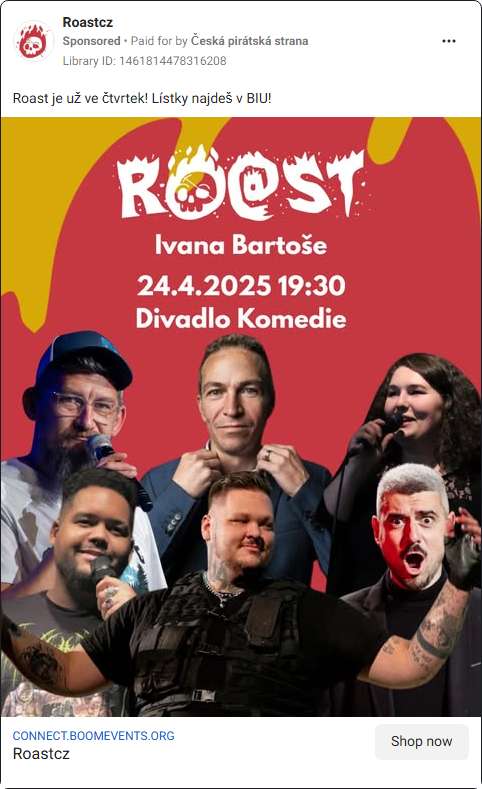 Roastcz
Sponsored • Paid for by Česká pirátská strana
Library ID: 1461814478316208
Roast je už ve čtvrtek! Lístky najdeš v BIU!
RO@ST
Ivana Bartoše
24.4.2025 19:30
Divadlo Komedie
CONNECT.BOOMEVENTS.ORG
Roastcz
Shop now